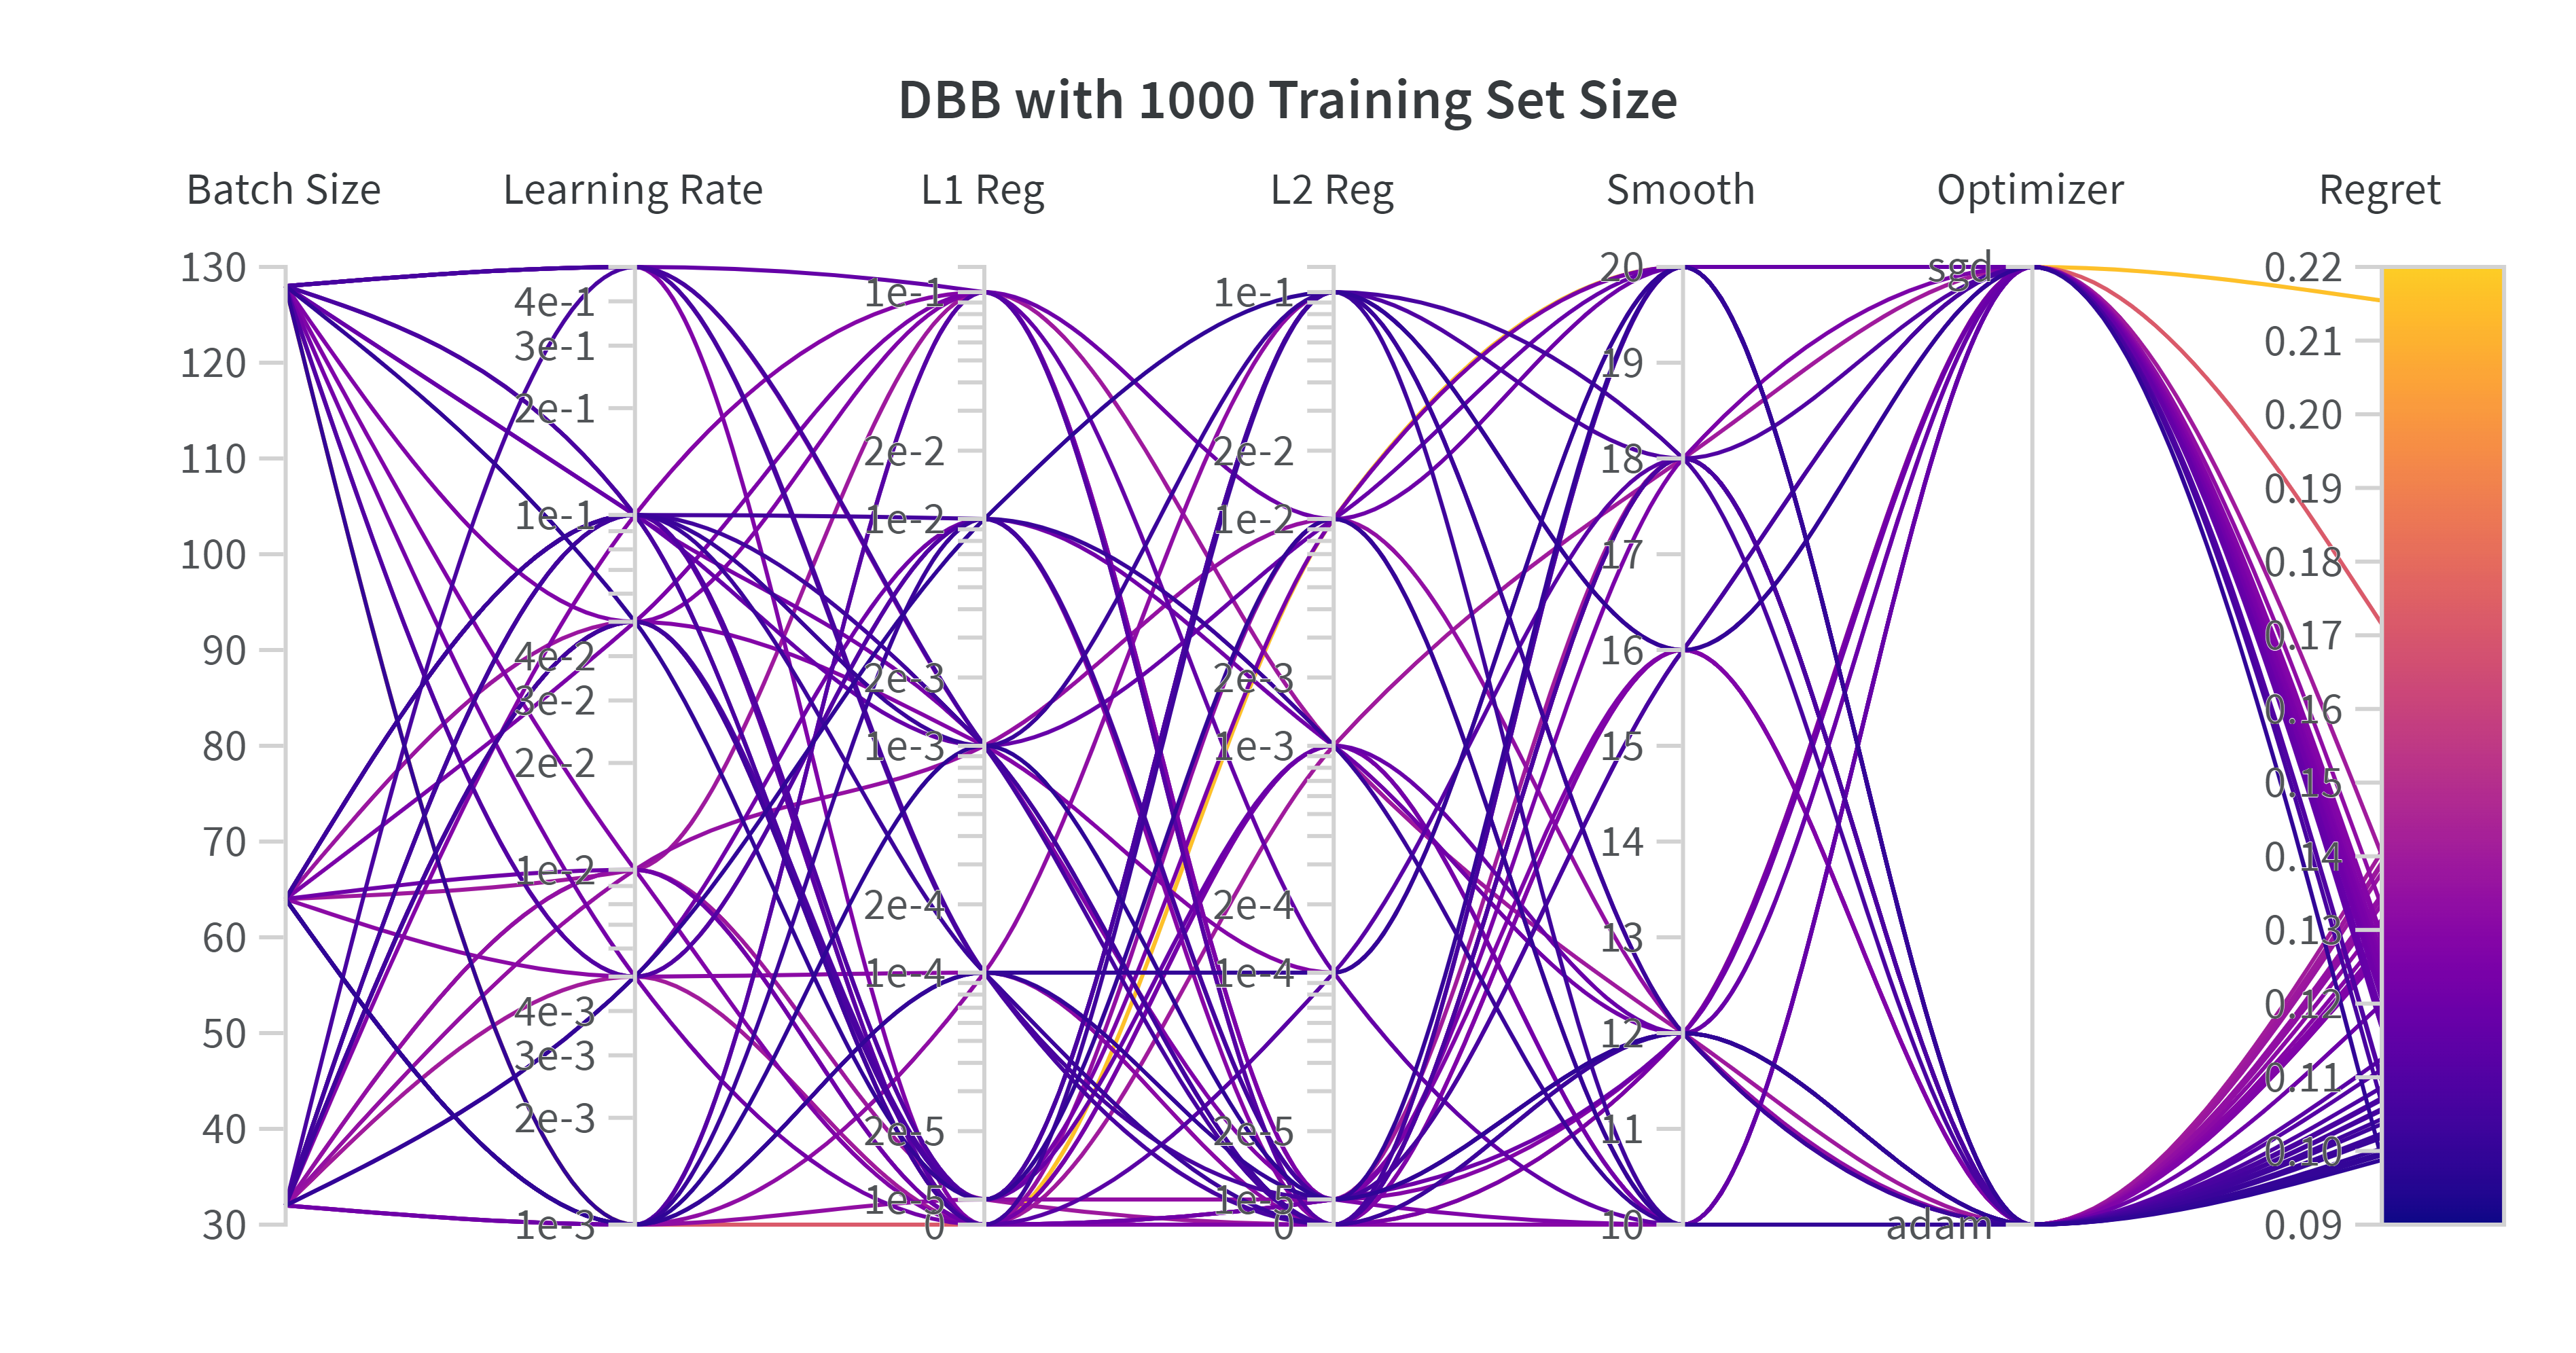 DBB with 1000 Training Set Size
Batch Size Learning Rate L1 Reg L2 Reg Smooth Optimizer Regret
130
120
110
100
90
80
70
60
50
40
30
4e-1
3e-1
2e-1
1e-1
4e-2
3e-2
2e-2
1e-2
4e-3
3e-3
2e-3
1e-3
1e-1
2e-2
1e-2
2e-3
1e-3
2e-4
1e-4
2e-5
1e-5
0
1e-1
2e-2
1e-2
2e-3
1e-3
2e-4
1e-4
2e-5
1e-5
0
20
19
18
17
16
15
14
13
12
11
10
sgd
adam
0.22
0.21
0.20
0.19
0.18
0.17
0.16
0.15
0.14
0.13
0.12
0.11
0.10
0.09